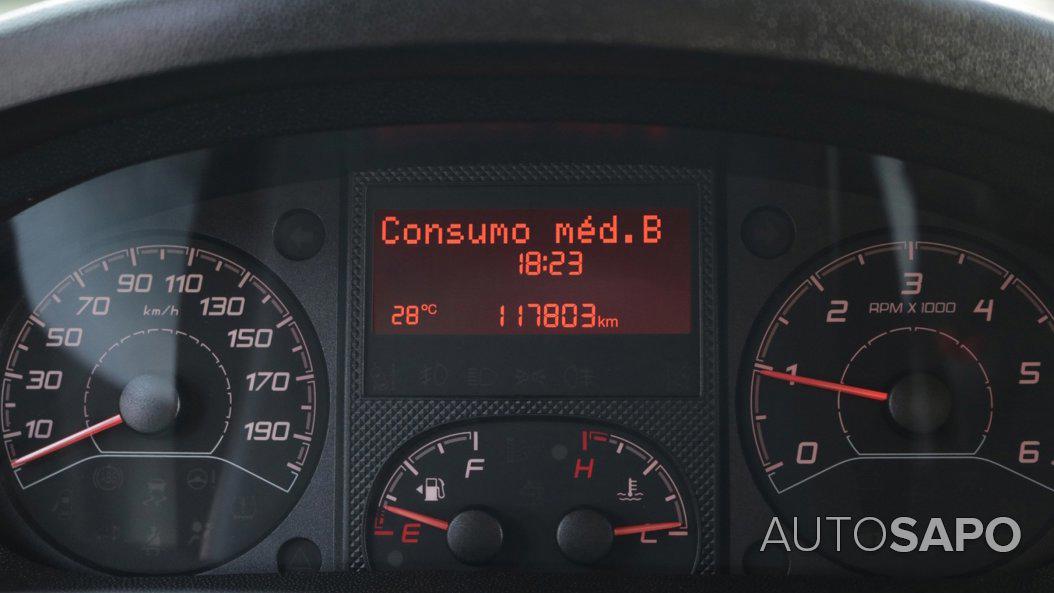 Consumo méd.B
18:23
28°C 117803km
10 30 50 70 90 110 130 150 170 190
km/h
0 1 2 3 4 5 6
RPM X 1000
F
E
H
C
AUTOSAPO